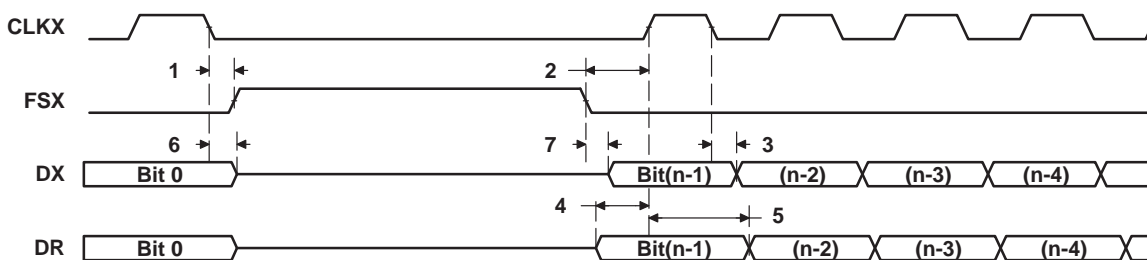 CLKX
1 2
FSX
6 7 3
DX Bit 0 Bit(n-1) (n-2) (n-3) (n-4)
4 5
DR Bit 0 Bit(n-1) (n-2) (n-3) (n-4)